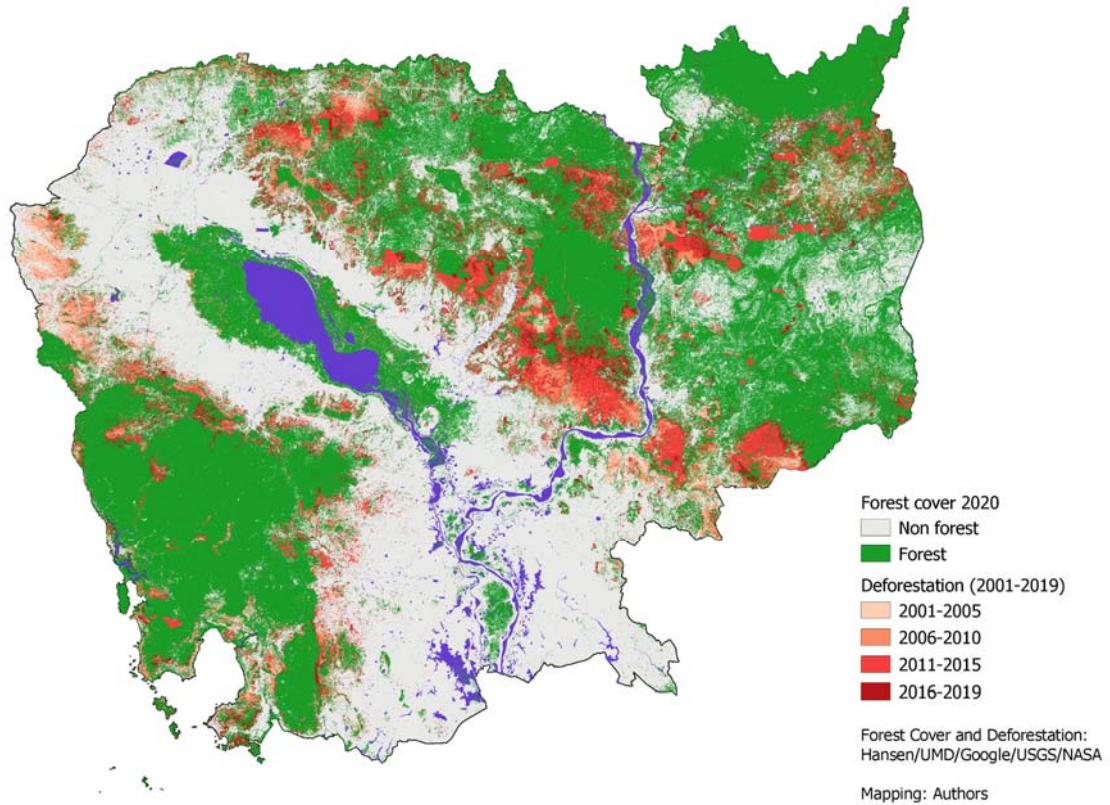 Forest cover 2020
Non forest
Forest
Deforestation (2001-2019)
2001-2005
2006-2010
2011-2015
2016-2019
Forest Cover and Deforestation:
Hansen/UMD/Google/USGS/NASA
Mapping: Authors